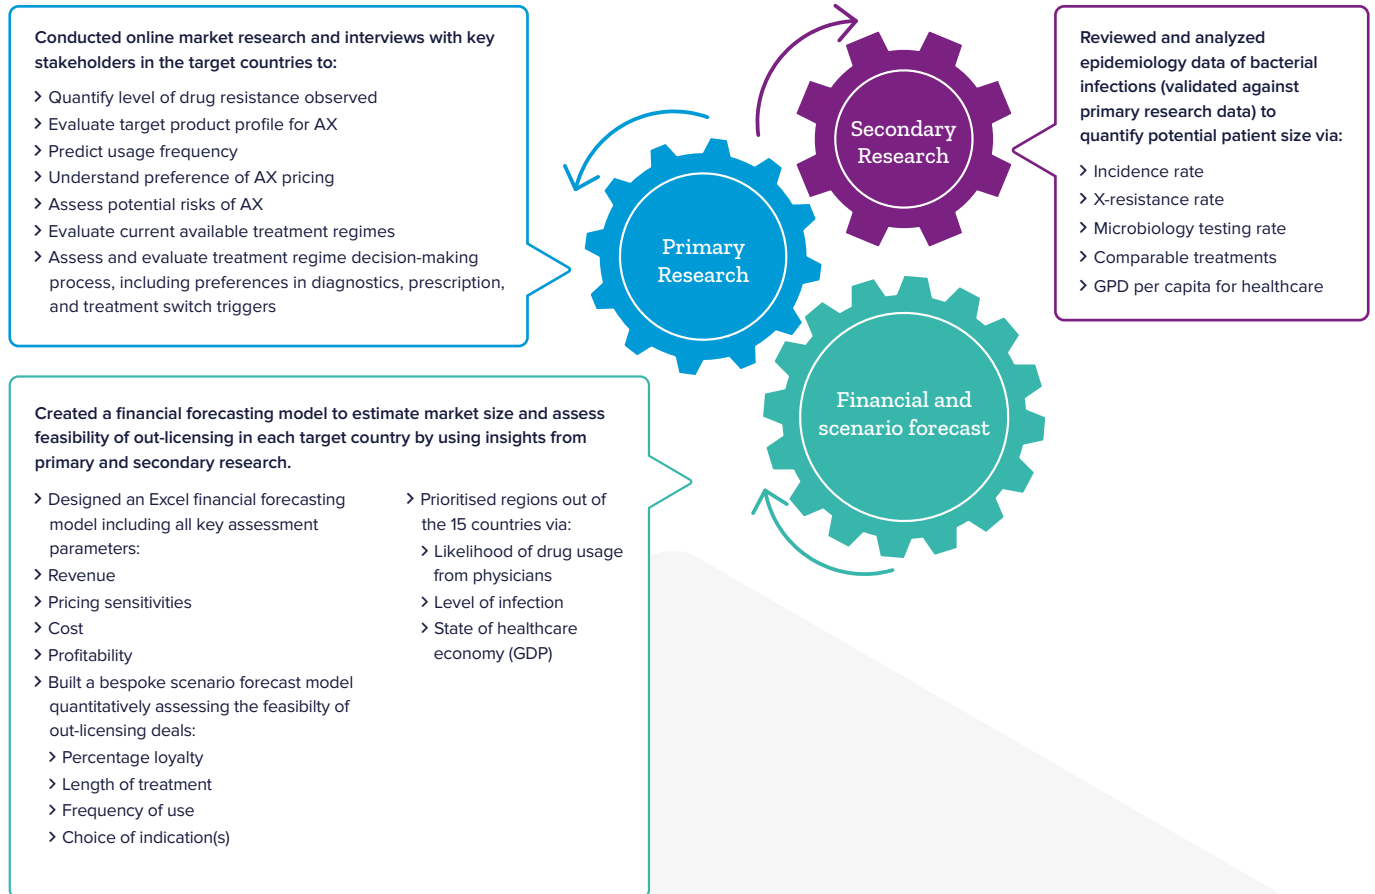 Conducted online market research and interviews with key
stakeholders in the target countries to:
Quantify level of drug resistance observed
Evaluate target product profile for AX
Predict usage frequency
Understand preference of AX pricing
Assess potential risks of AX
Evaluate current available treatment regimes
Assess and evaluate treatment regime decision-making
process, including preferences in diagnostics, prescription,
and treatment switch triggers
Primary
Research
Secondary
Research
Reviewed and analyzed
epidemiology data of bacterial
infections (validated against
primary research data) to
quantify potential patient size via:
Incidence rate
X-resistance rate
Microbiology testing rate
Comparable treatments
GPD per capita for healthcare
Financial and
scenario forecast
Created a financial forecasting model to estimate market size and assess
feasibility of out-licensing in each target country by using insights from
primary and secondary research.
Designed an Excel financial forecasting
model including all key assessment
parameters:
Revenue
Pricing sensitivities
Cost
Profitability
Built a bespoke scenario forecast model
quantitatively assessing the feasibilty of
out-licensing deals:
Percentage loyalty
Length of treatment
Frequency of use
Choice of indication(s)
Prioritised regions out of
the 15 countries via:
Likelihood of drug usage
from physicians
Level of infection
State of healthcare
economy (GDP)